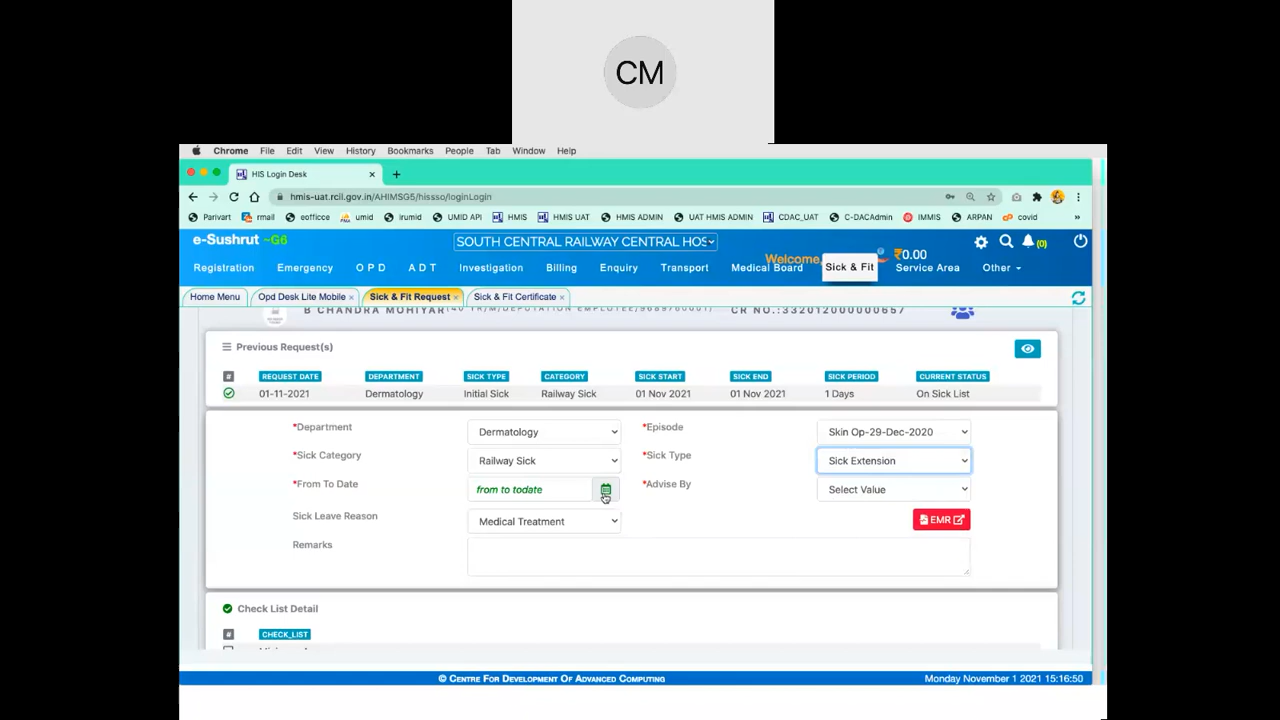 CM
Chrome File Edit View History Bookmarks People Tab Window Help
HIS Login Desk
hmis-uat.rcil.gov.in/AHIMSG5/hissso/loginLogin
Parivart rmail eofficce umid irumid UMID API HMIS HMIS UAT HMIS ADMIN UAT HMIS ADMIN CDAC_UAT C-DACAdmin IMMIS ARPAN covid »
e-Sushrut ~G6 SOUTH CENTRAL RAILWAY CENTRAL HOS Welcome, ₹0.00 (0)
Registration Emergency O P D A D T Investigation Billing Enquiry Transport Medical Board Sick & Fit Service Area Other
Home Menu Opd Desk Lite Mobile × Sick & Fit Request × Sick & Fit Certificate ×
B CHANDRA MOHIYAR(40 YR/M/DEPUTATION EMPLOYEE/9689760001) CR NO.:332012000000657
Previous Request(s)
# REQUEST DATE DEPARTMENT SICK TYPE CATEGORY SICK START SICK END SICK PERIOD CURRENT STATUS
01-11-2021 Dermatology Initial Sick Railway Sick 01 Nov 2021 01 Nov 2021 1 Days On Sick List
*Department Dermatology *Episode Skin Op-29-Dec-2020
*Sick Category Railway Sick *Sick Type Sick Extension
*From To Date from to todate *Advise By Select Value
Sick Leave Reason Medical Treatment EMR
Remarks
Check List Detail
# CHECK_LIST
© CENTRE FOR DEVELOPMENT OF ADVANCED COMPUTING Monday November 1 2021 15:16:50